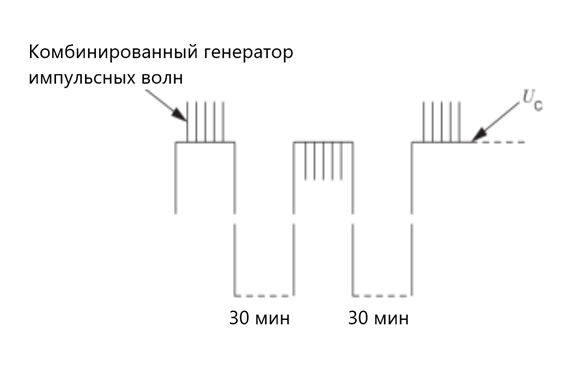 Комбинированный генератор
импульсных волн
U_C
30 мин
30 мин